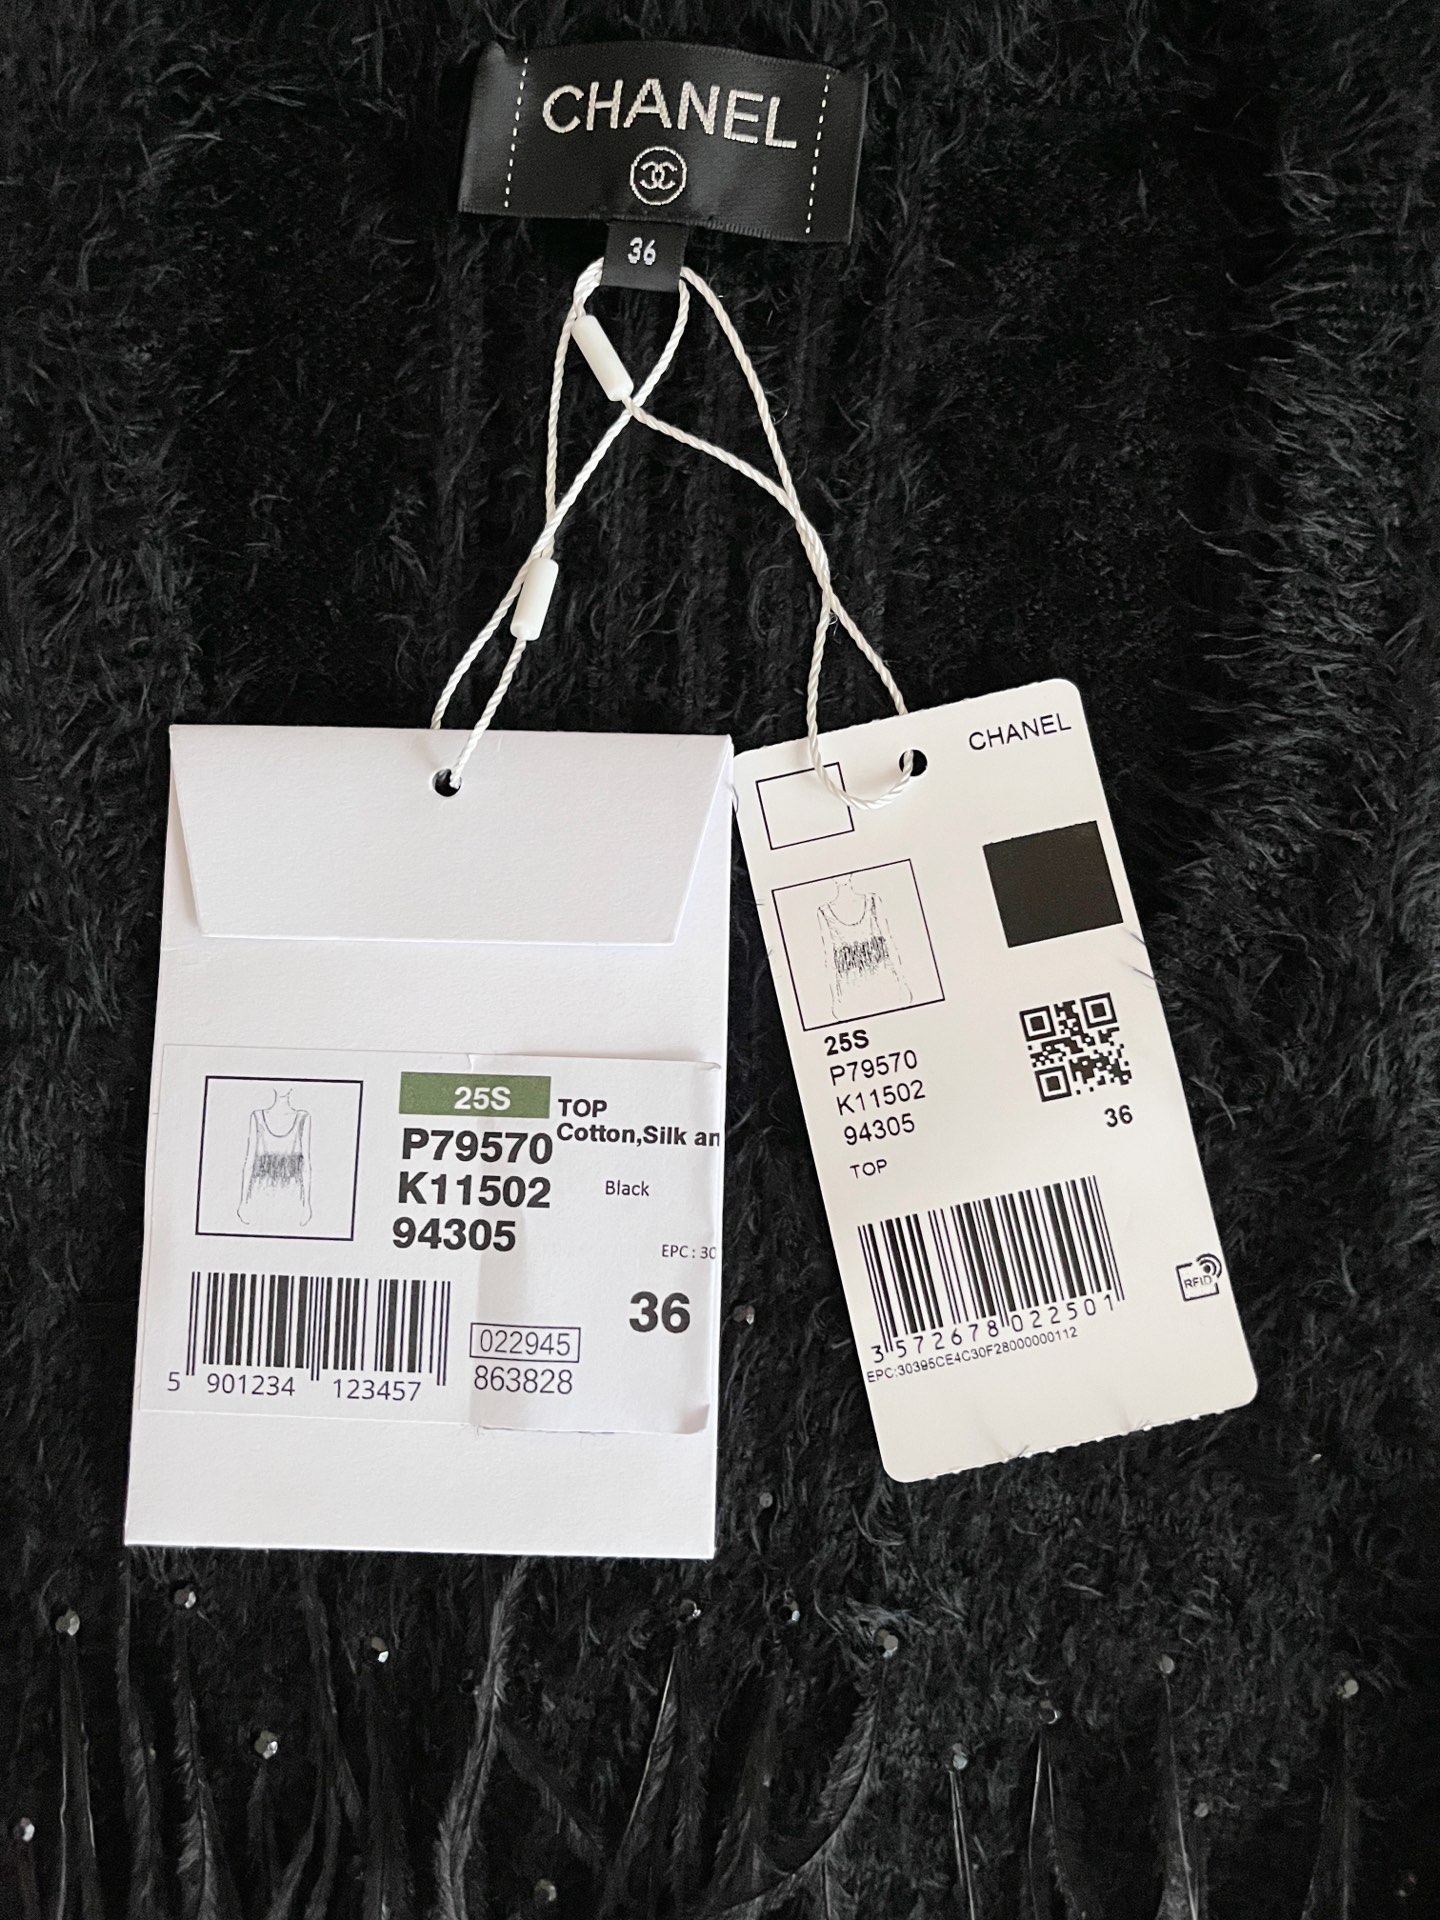 CHANEL
36
CHANEL
25S
P79570
K11502
94305
TOP
36
3 572678 022501
EPC:30395CE4C30F28000000112
RFID
25S
TOP
P79570
Cotton,Silk an
K11502
Black
94305
EPC : 30
36
022945
863828
5 901234 123457